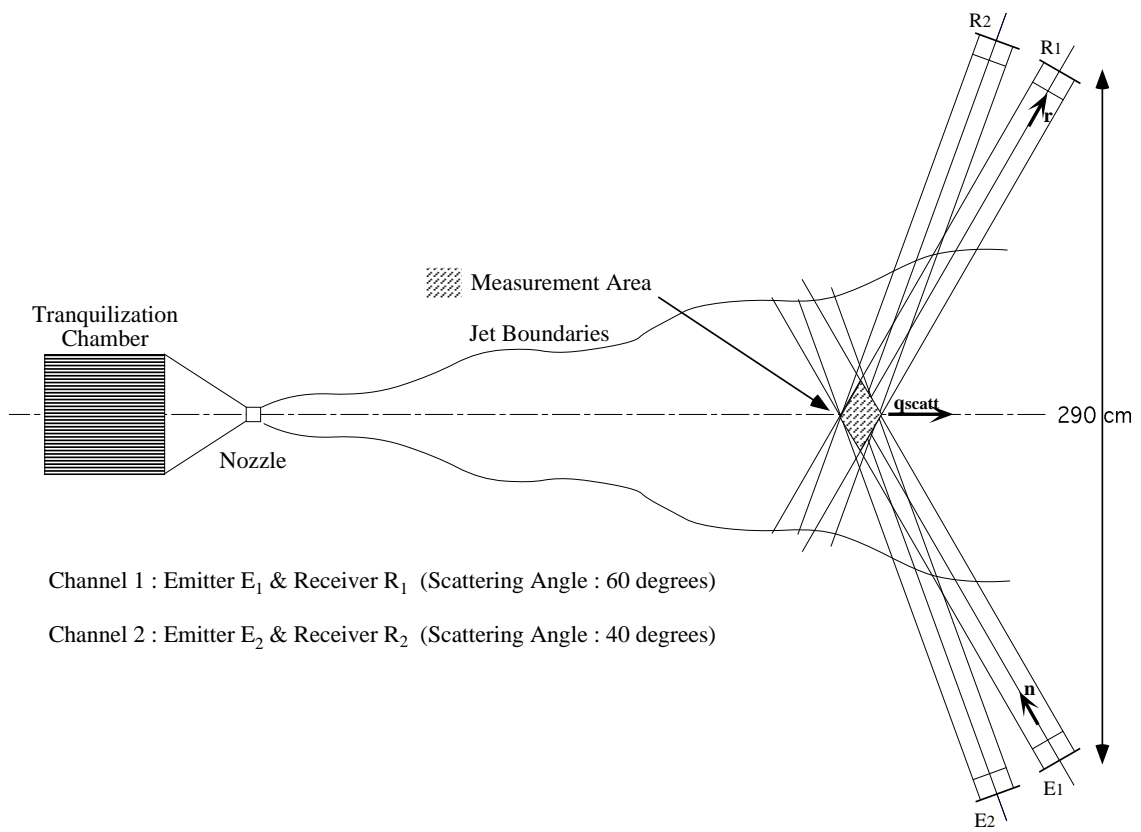 R2
R1
r
Measurement Area
Tranquilization
Chamber
Jet Boundaries
qscatt
290 cm
Nozzle
Channel 1 : Emitter E1 & Receiver R1 (Scattering Angle : 60 degrees)
Channel 2 : Emitter E2 & Receiver R2 (Scattering Angle : 40 degrees)
n
E1
E2